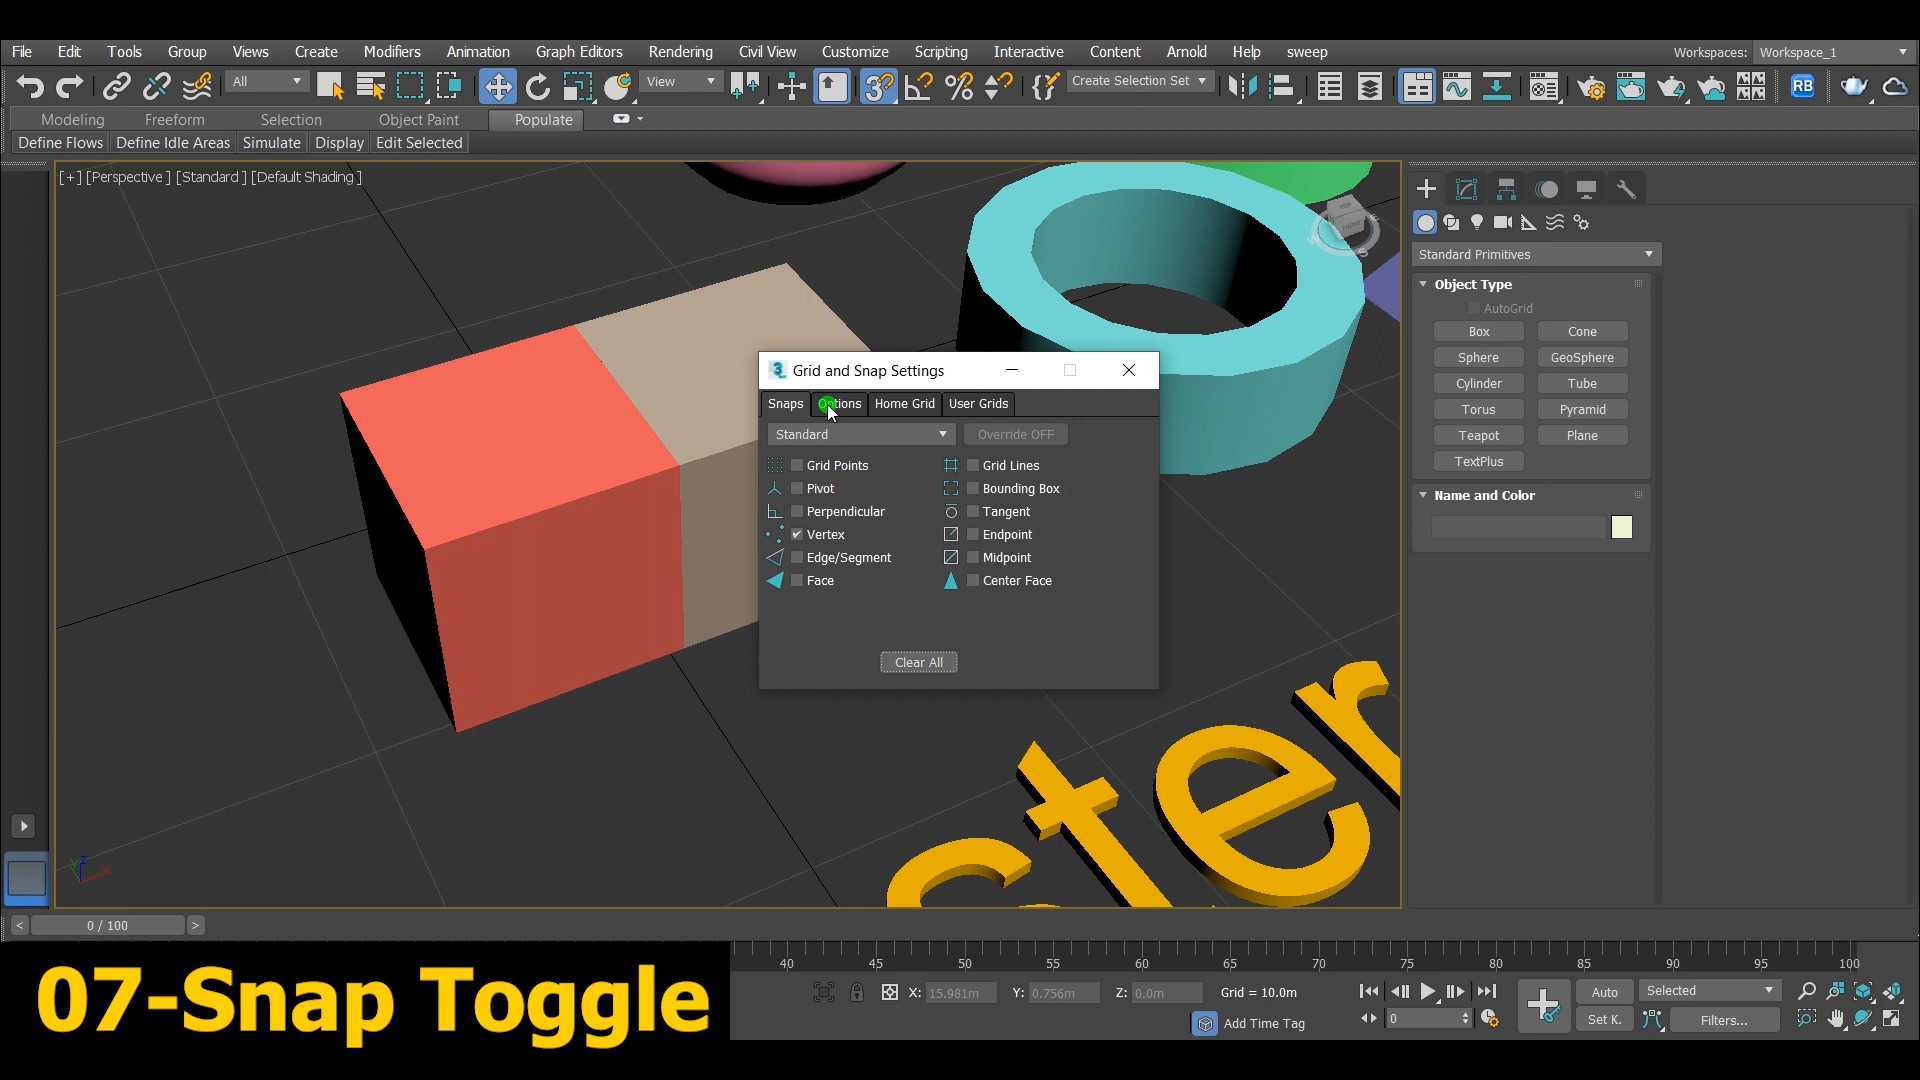 File Edit Tools Group Views Create Modifiers Animation Graph Editors Rendering Civil View Customize Scripting Interactive Content Arnold Help sweep Workspaces: Workspace_1
All View Create Selection Set RB
Modeling Freeform Selection Object Paint Populate
Define Flows Define Idle Areas Simulate Display Edit Selected
[+] [Perspective ] [Standard ] [Default Shading ]
Standard Primitives
Object Type
AutoGrid
Box Cone
Sphere GeoSphere
Cylinder Tube
Torus Pyramid
Teapot Plane
TextPlus
Name and Color
3 Grid and Snap Settings
Snaps Options Home Grid User Grids
Standard Override OFF
Grid Points Grid Lines
Pivot Bounding Box
Perpendicular Tangent
Vertex Endpoint
Edge/Segment Midpoint
Face Center Face
Clear All
cter
< 0 / 100 >
40 45 50 55 60 65 70 75 80 85 90 95 100
07-Snap Toggle
X: 15.981m Y: 0.756m Z: 0.0m Grid = 10.0m
Add Time Tag
0
Auto Selected
Set K. Filters...